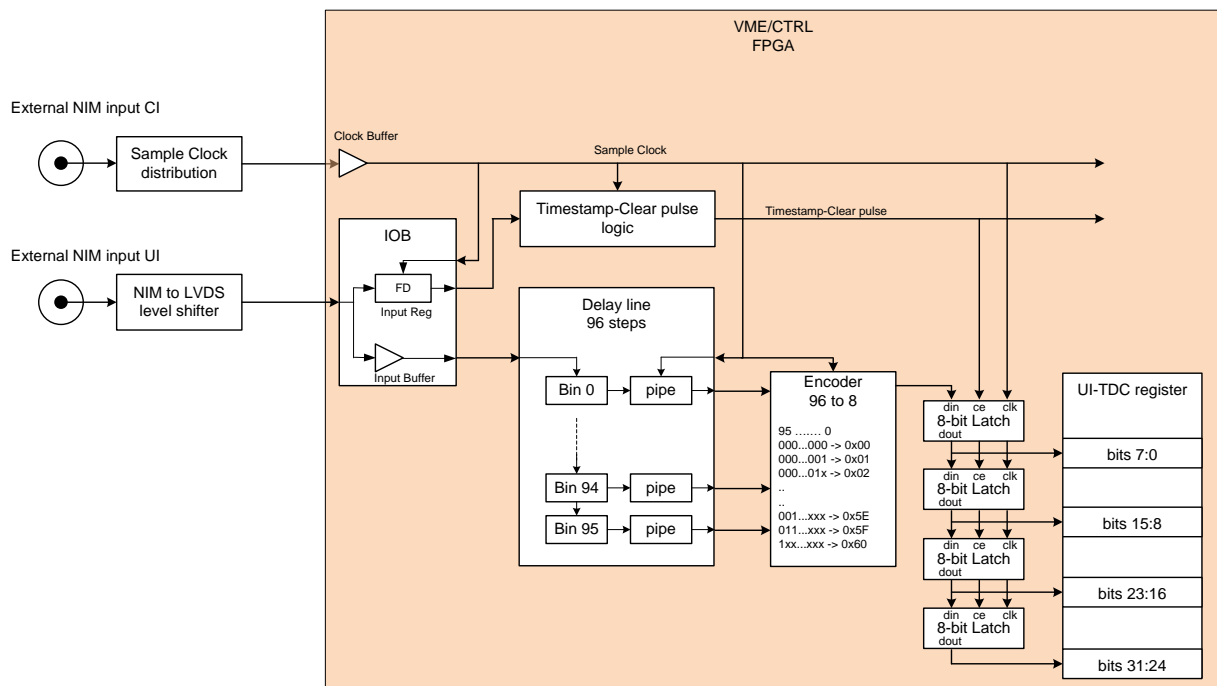 VME/CTRL
FPGA
External NIM input CI
Sample Clock
distribution
Clock Buffer
Sample Clock
Timestamp-Clear pulse
logic
Timestamp-Clear pulse
IOB
FD
Input Reg
Input Buffer
External NIM input UI
NIM to LVDS
level shifter
Delay line
96 steps
Bin 0
pipe
Bin 94
pipe
Bin 95
pipe
Encoder
96 to 8
95 ....... 0
000...000 -> 0x00
000...001 -> 0x01
000...01x -> 0x02
..
..
001...xxx -> 0x5E
011...xxx -> 0x5F
1xx...xxx -> 0x60
din ce clk
8-bit Latch
dout
din ce clk
8-bit Latch
dout
din ce clk
8-bit Latch
dout
din ce clk
8-bit Latch
dout
UI-TDC register
bits 7:0
bits 15:8
bits 23:16
bits 31:24